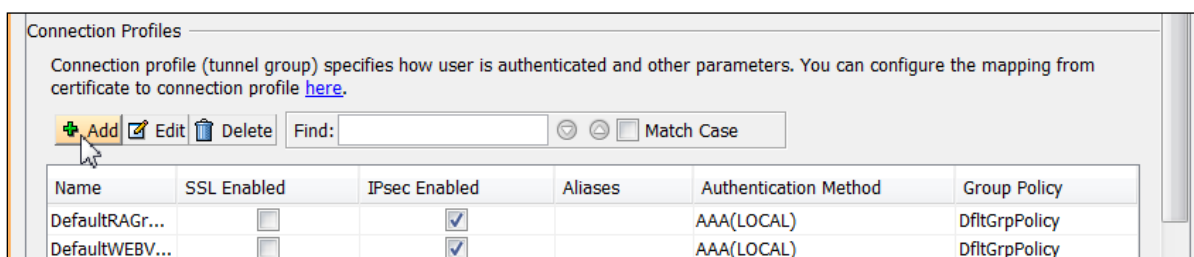 Connection Profiles
Connection profile (tunnel group) specifies how user is authenticated and other parameters. You can configure the mapping from
certificate to connection profile here.
Add Edit Delete Find: Match Case
Name SSL Enabled IPsec Enabled Aliases Authentication Method Group Policy
DefaultRAGr... AAA(LOCAL) DfltGrpPolicy
DefaultWEBV... AAA(LOCAL) DfltGrpPolicy